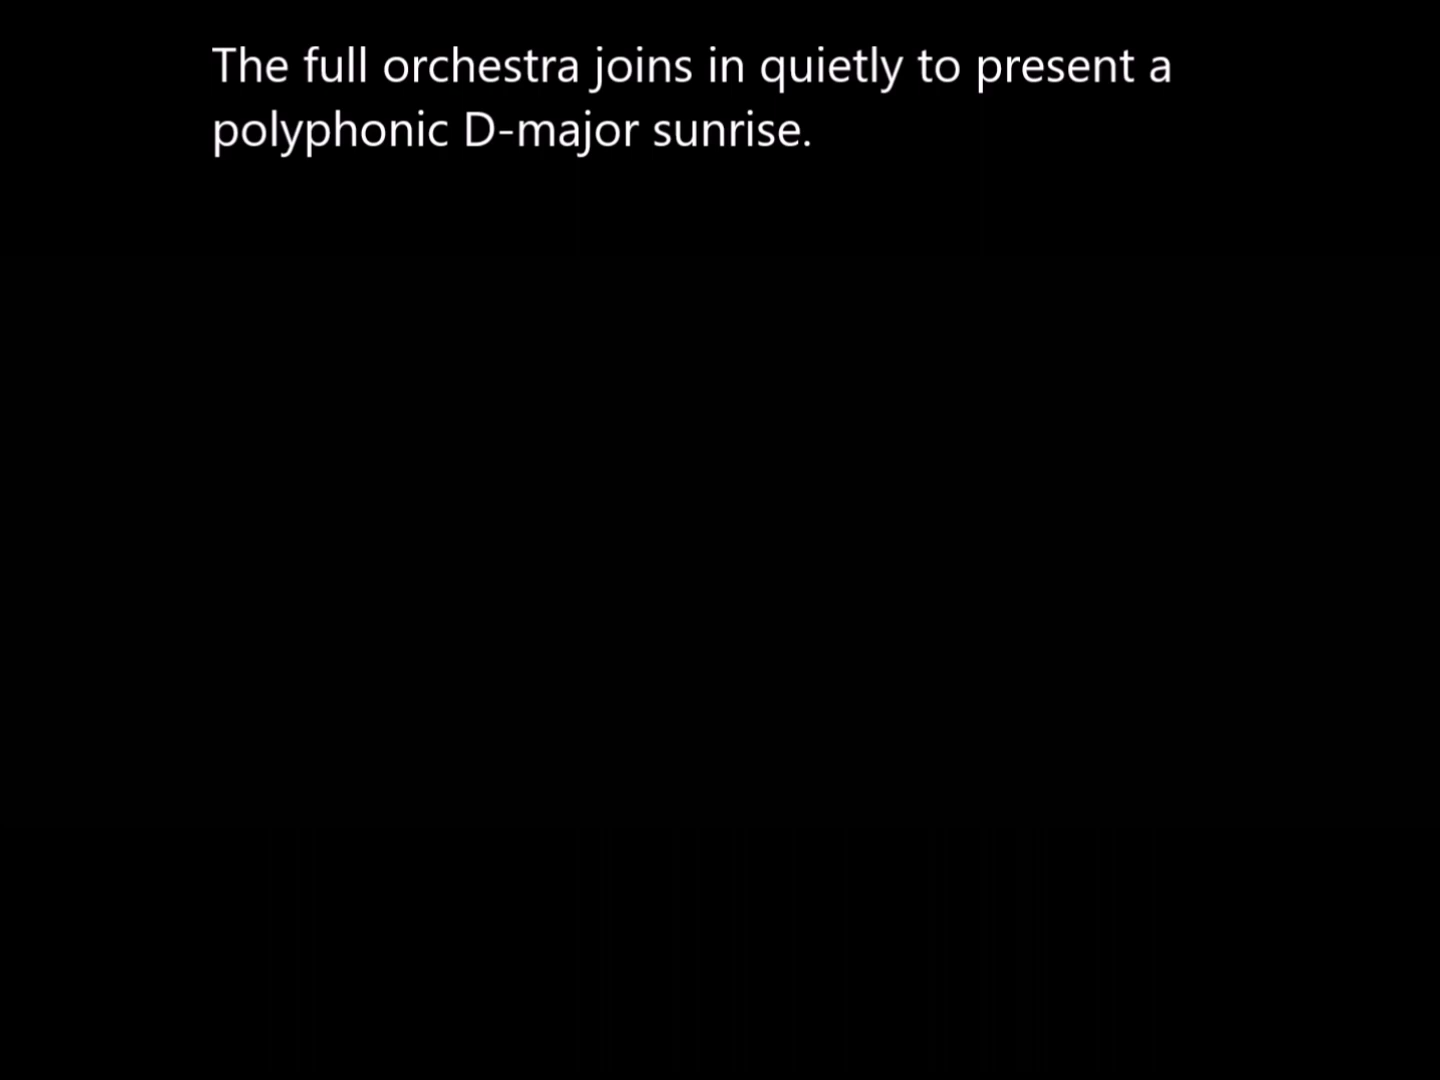 The full orchestra joins in quietly to present a
polyphonic D-major sunrise.